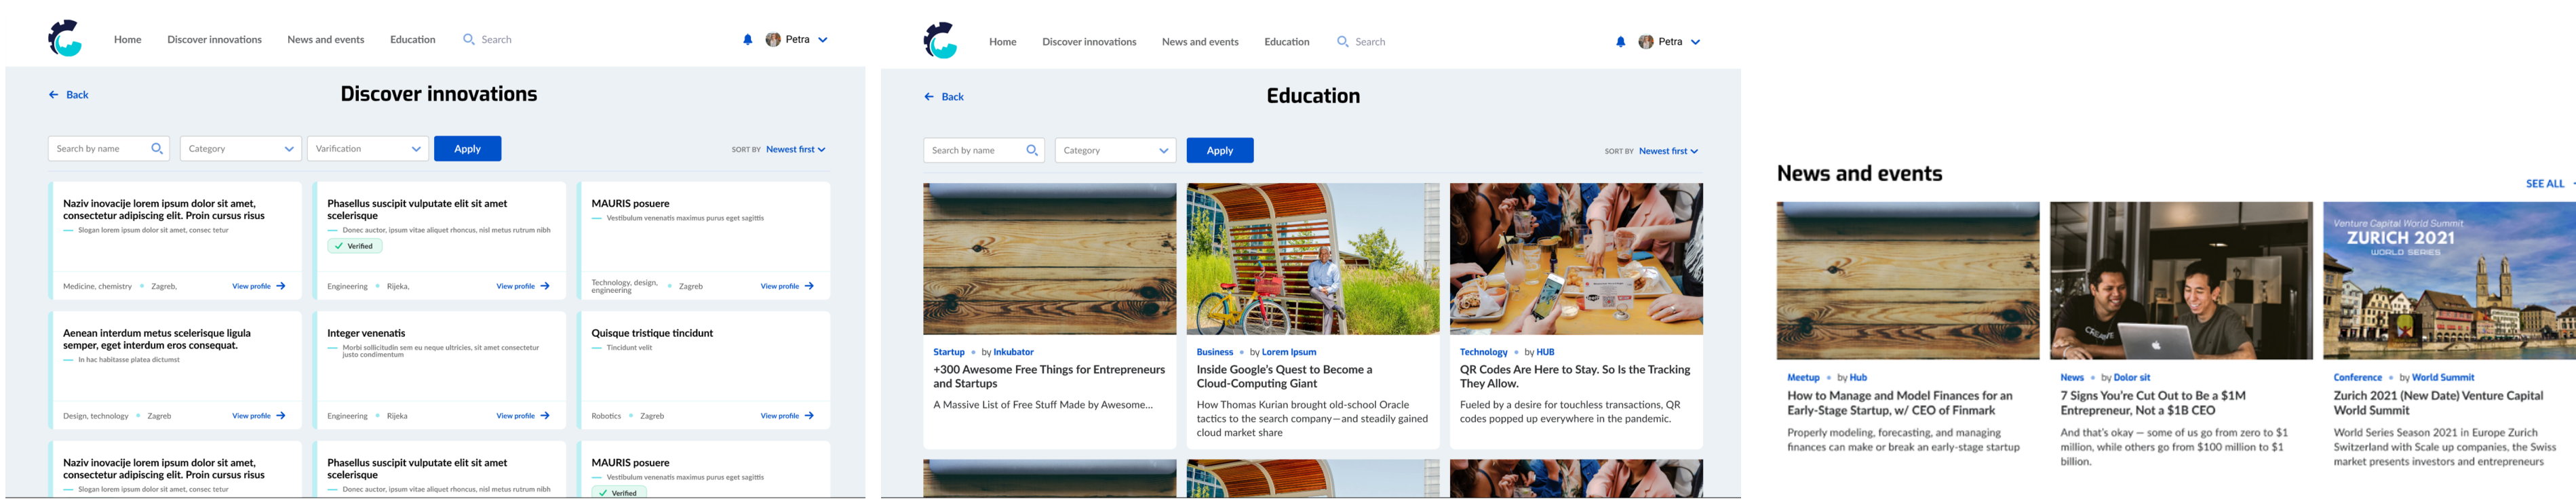 Home Discover innovations News and events Education Search Petra
Back
Discover innovations
Search by name Category Varification Apply SORT BY Newest first
Naziv inovacije lorem ipsum dolor sit amet,
consectetur adipiscing elit. Proin cursus risus
Slogan lorem ipsum dolor sit amet, consec tetur
Medicine, chemistry Zagreb, View profile
Phasellus suscipit vulputate elit sit amet
scelerisque
Donec auctor, ipsum vitae aliquet rhoncus, nisl metus rutrum nibh
Verified
Engineering Rijeka, View profile
MAURIS posuere
Vestibulum venenatis maximus purus eget sagittis
Technology, design,
engineering
Zagreb View profile
Aenean interdum metus scelerisque ligula
semper, eget interdum eros consequat.
In hac habitasse platea dictumst
Design, technology Zagreb View profile
Integer venenatis
Morbi sollicitudin sem eu neque ultricies, sit amet consectetur
justo condimentum
Engineering Rijeka View profile
Quisque tristique tincidunt
Tincidunt velit
Robotics Zagreb View profile
Naziv inovacije lorem ipsum dolor sit amet,
consectetur adipiscing elit. Proin cursus risus
Slogan lorem ipsum dolor sit amet, consec tetur
Phasellus suscipit vulputate elit sit amet
scelerisque
Donec auctor, ipsum vitae aliquet rhoncus, nisl metus rutrum nibh
MAURIS posuere
Vestibulum venenatis maximus purus eget sagittis
Verified
Home Discover innovations News and events Education Search Petra
Back
Education
Search by name Category Apply SORT BY Newest first
Startup by Inkubator
+300 Awesome Free Things for Entrepreneurs
and Startups
A Massive List of Free Stuff Made by Awesome...
Business by Lorem Ipsum
Inside Google's Quest to Become a
Cloud-Computing Giant
How Thomas Kurian brought old-school Oracle
tactics to the search company—and steadily gained
cloud market share
Technology by HUB
QR Codes Are Here to Stay. So Is the Tracking
They Allow.
Fueled by a desire for touchless transactions, QR
codes popped up everywhere in the pandemic.
News and events
SEE ALL
Meetup by Hub
How to Manage and Model Finances for an
Early-Stage Startup, w/ CEO of Finmark
Properly modeling, forecasting, and managing
finances can make or break an early-stage startup
News by Dolor sit
7 Signs You're Cut Out to Be a $1M
Entrepreneur, Not a $1B CEO
And that's okay — some of us go from zero to $1
million, while others go from $100 million to $1
billion.
Venture Capital World Summit
ZURICH 2021
WORLD SERIES
Conference by World Summit
Zurich 2021 (New Date) Venture Capital
World Summit
World Series Season 2021 in Europe Zurich
Switzerland with Scale up companies, the Swiss
market presents investors and entrepreneurs